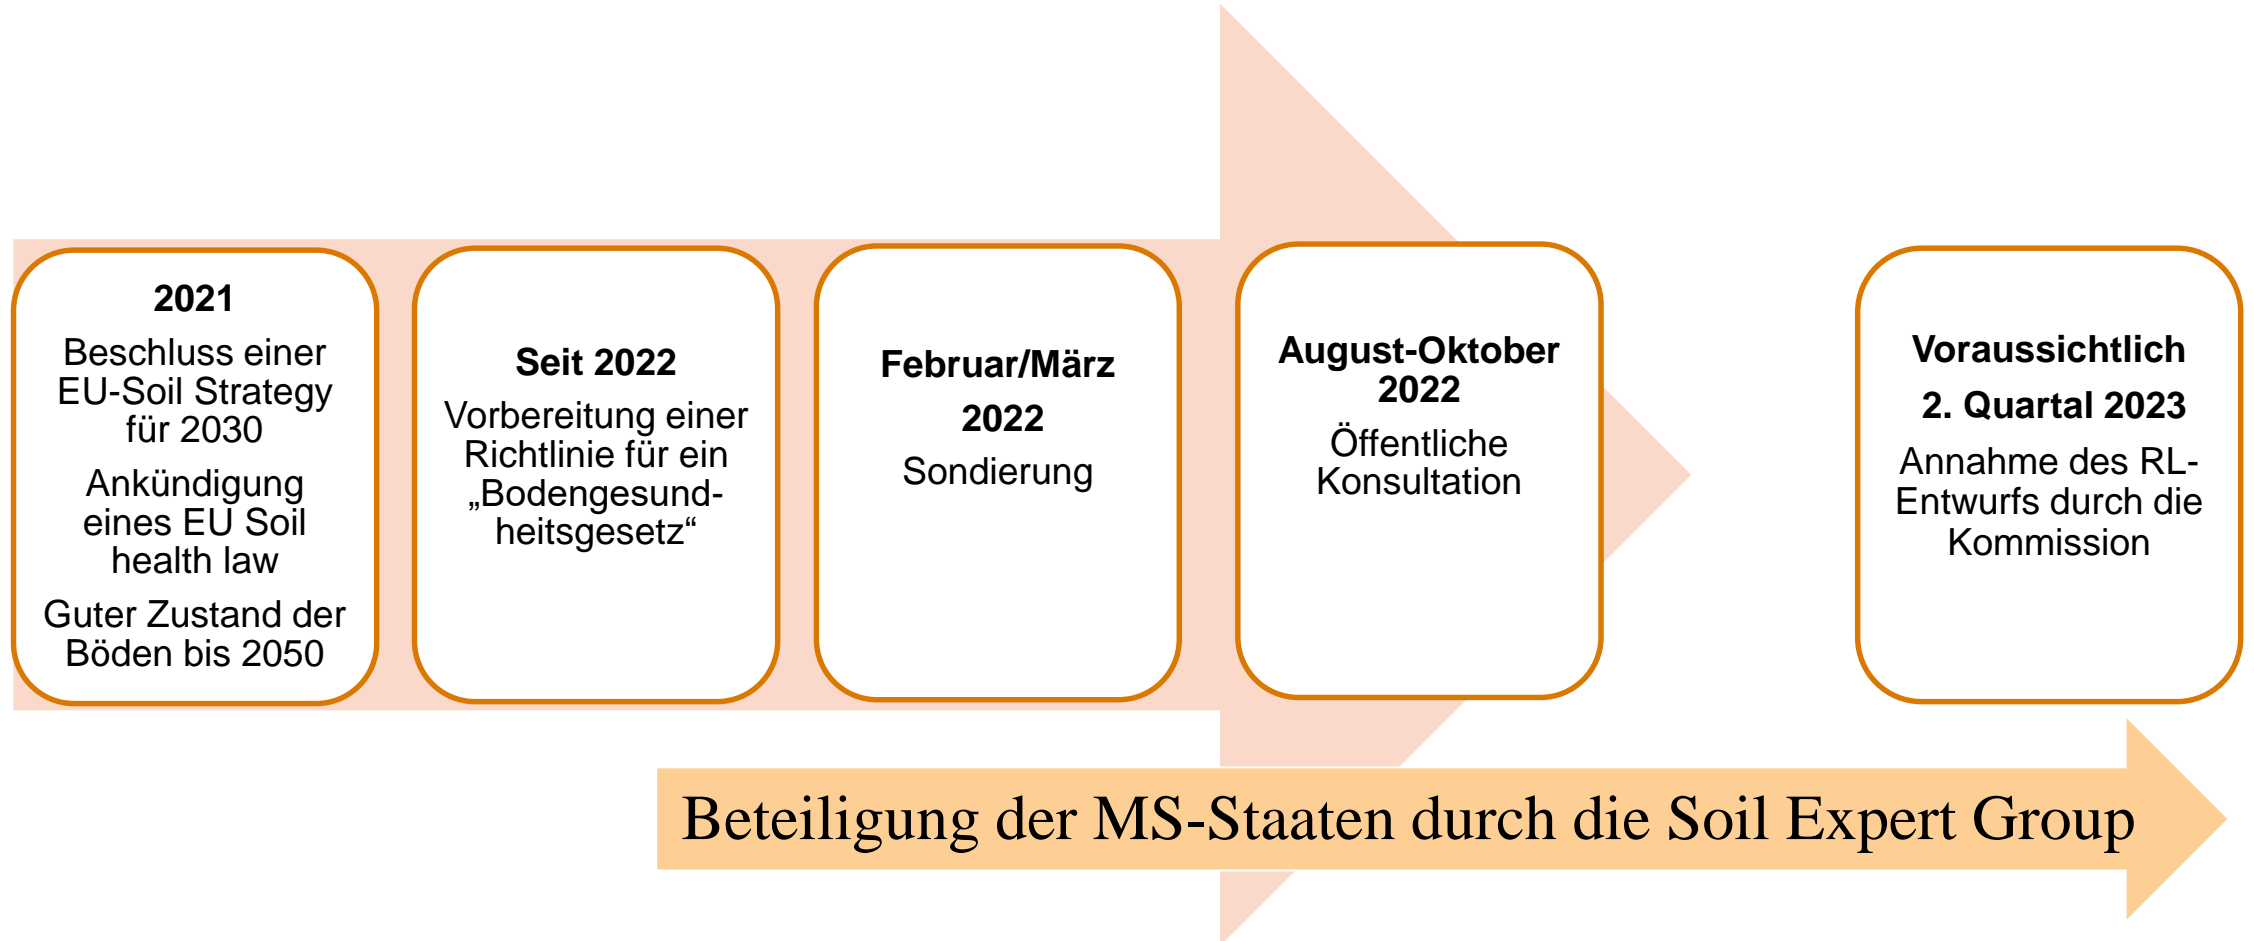 2021
Beschluss einer
EU-Soil Strategy
für 2030
Ankündigung
eines EU Soil
health law
Guter Zustand der
Böden bis 2050
Seit 2022
Vorbereitung einer
Richtlinie für ein
„Bodengesund-
heitsgesetz“
Februar/März
2022
Sondierung
August-Oktober
2022
Öffentliche
Konsultation
Voraussichtlich
2. Quartal 2023
Annahme des RL-
Entwurfs durch die
Kommission
Beteiligung der MS-Staaten durch die Soil Expert Group